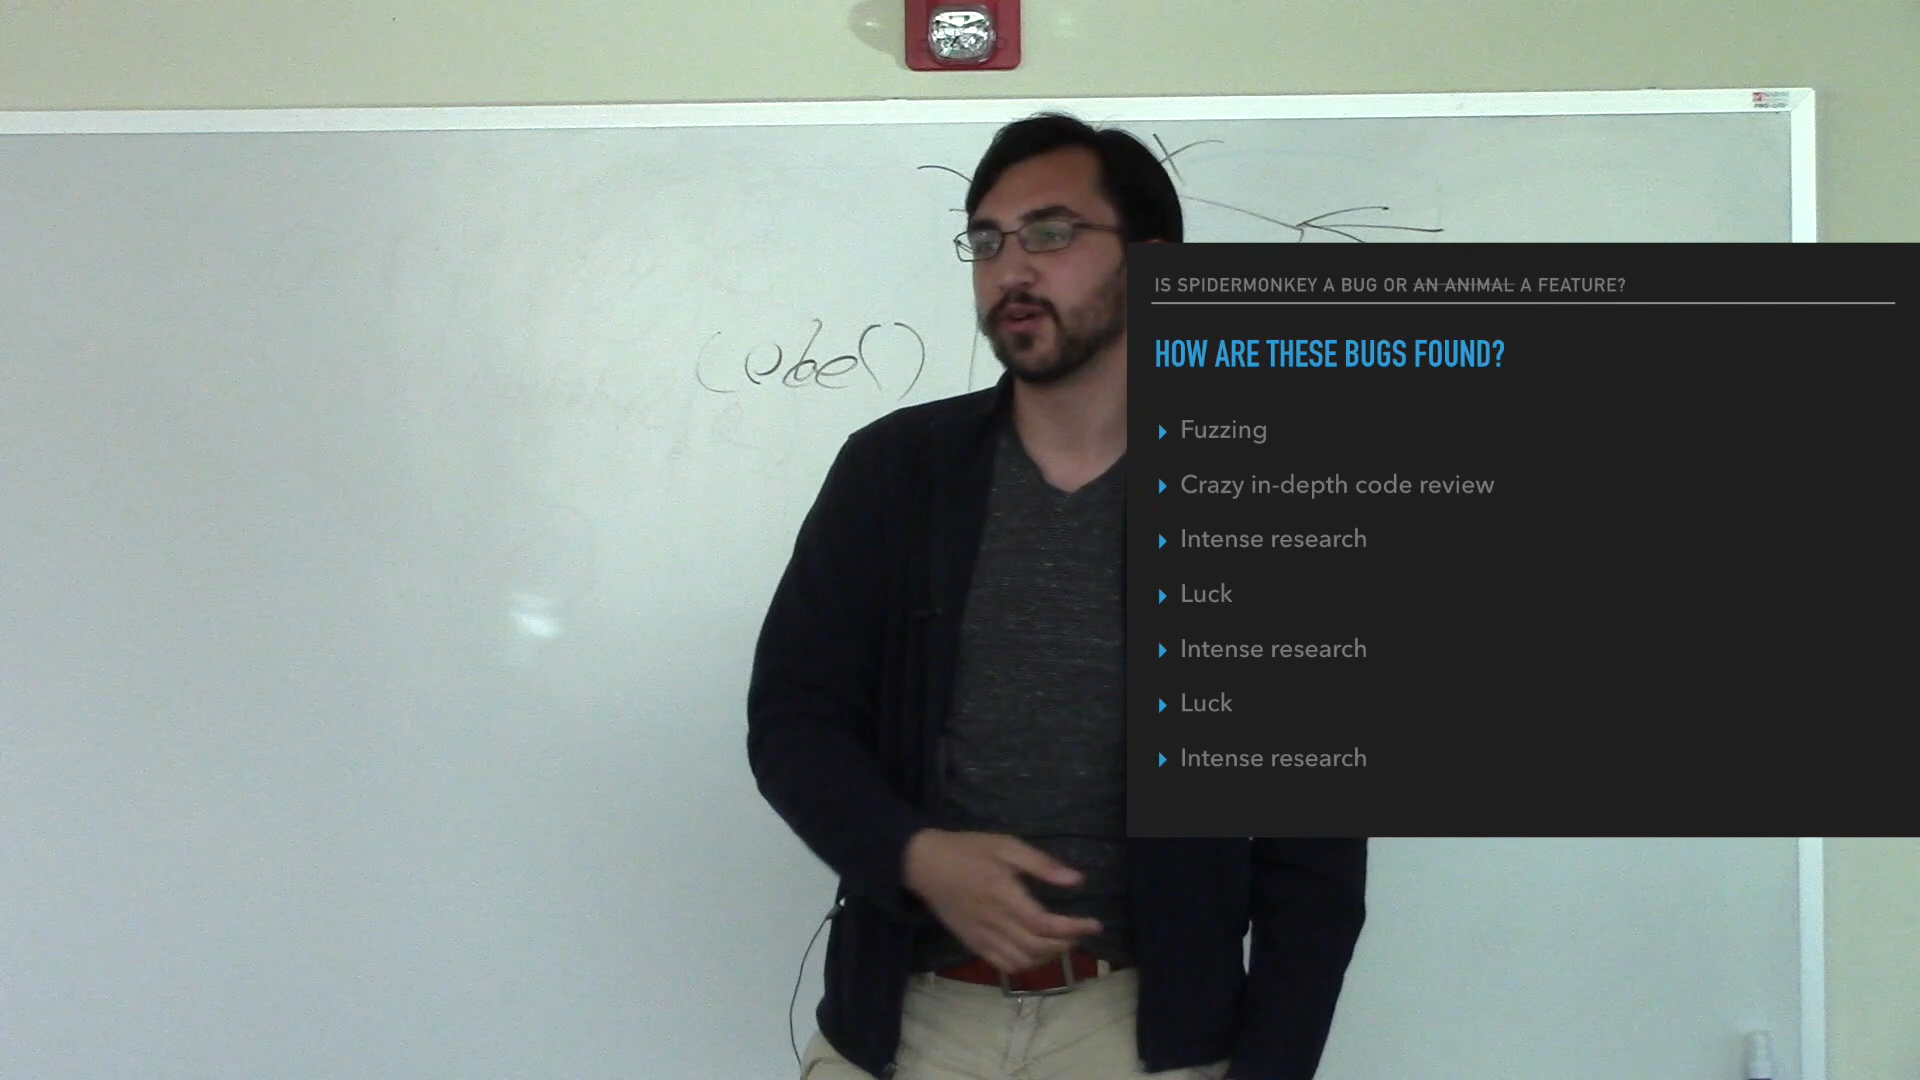 IS SPIDERMONKEY A BUG OR AN ANIMAL A FEATURE?
HOW ARE THESE BUGS FOUND?
Fuzzing
Crazy in-depth code review
Intense research
Luck
Intense research
Luck
Intense research